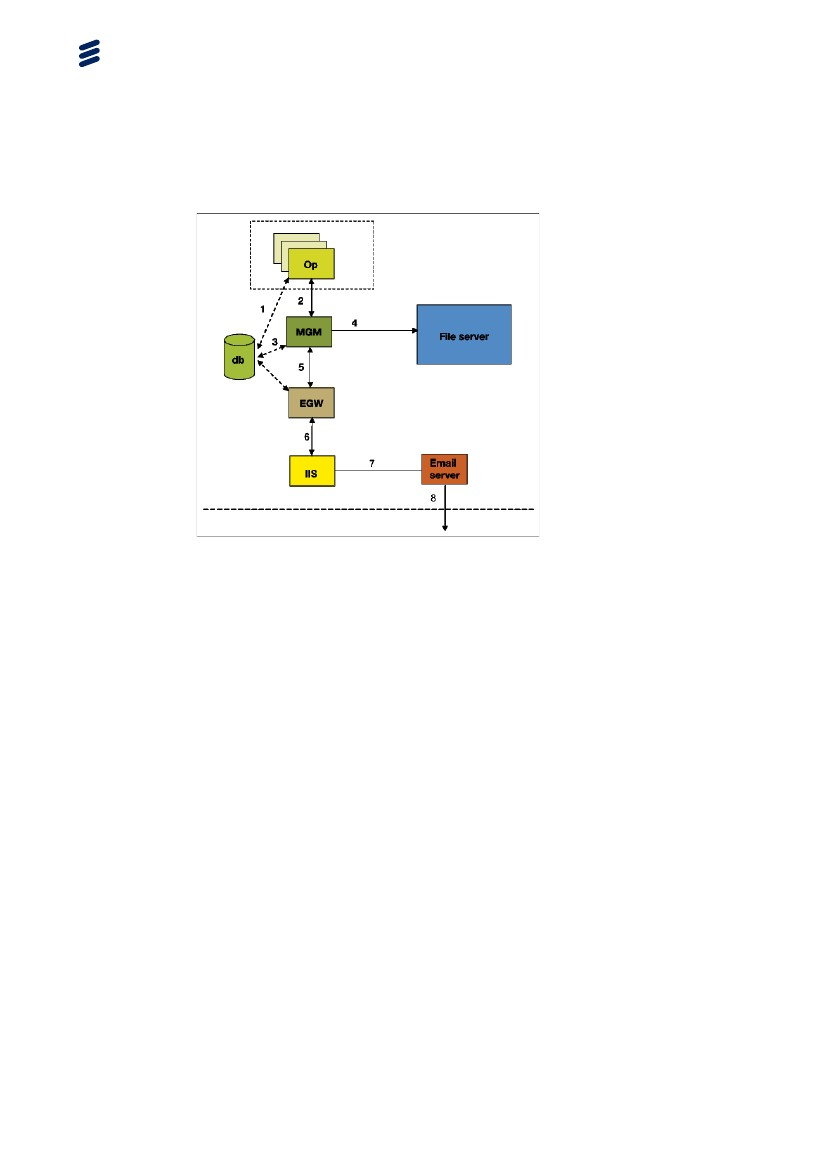 Op
1
2
MGM
4
File server
3
db
5
EGW
6
IIS
7
Email
server
8